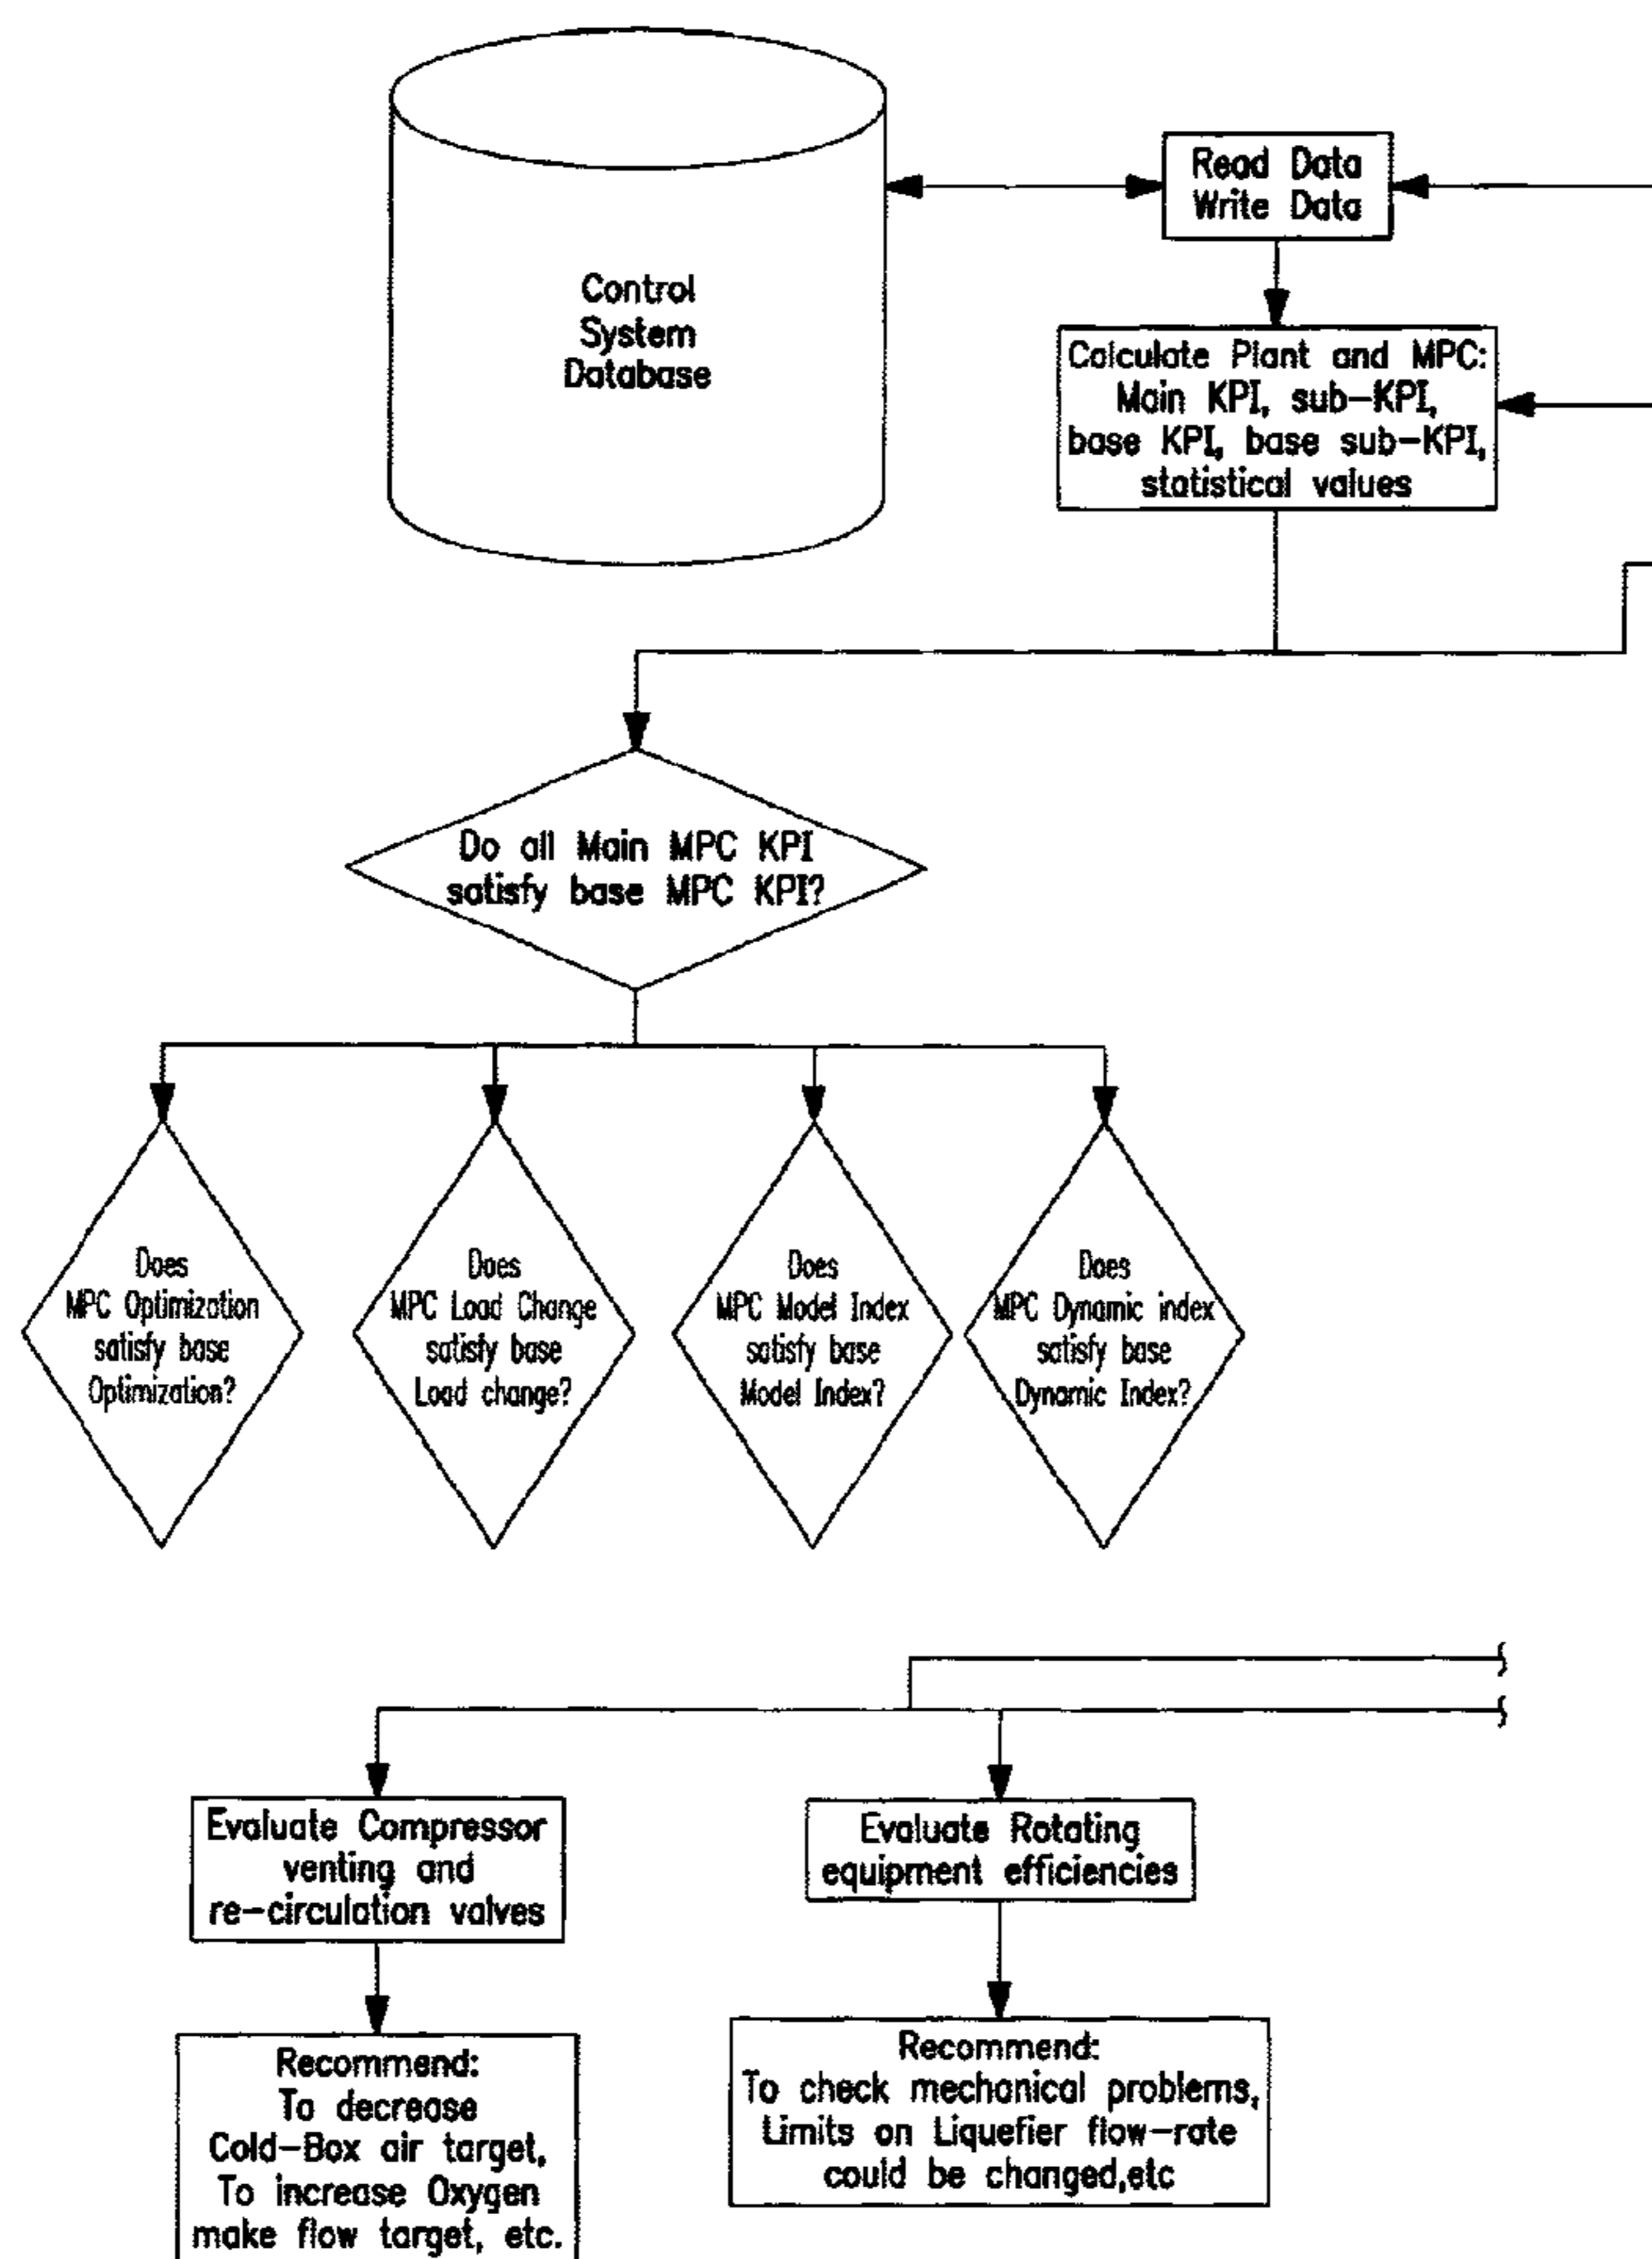 Control
System
Database
Read Data
Write Data
Calculate Plant and MPC:
Main KPI, sub-KPI,
base KPI, base sub-KPI,
statistical values
Do all Main MPC KPI
satisfy base MPC KPI?
Does
MPC Optimization
satisfy base
Optimization?
Does
MPC Load Change
satisfy base
Load change?
Does
MPC Model Index
satisfy base
Model Index?
Does
MPC Dynamic index
satisfy base
Dynamic Index?
Evaluate Compressor
venting and
re-circulation valves
Evaluate Rotating
equipment efficiencies
Recommend:
To decrease
Cold-Box air target,
To increase Oxygen
make flow target, etc.
Recommend:
To check mechanical problems,
Limits on Liquefier flow-rate
could be changed,etc